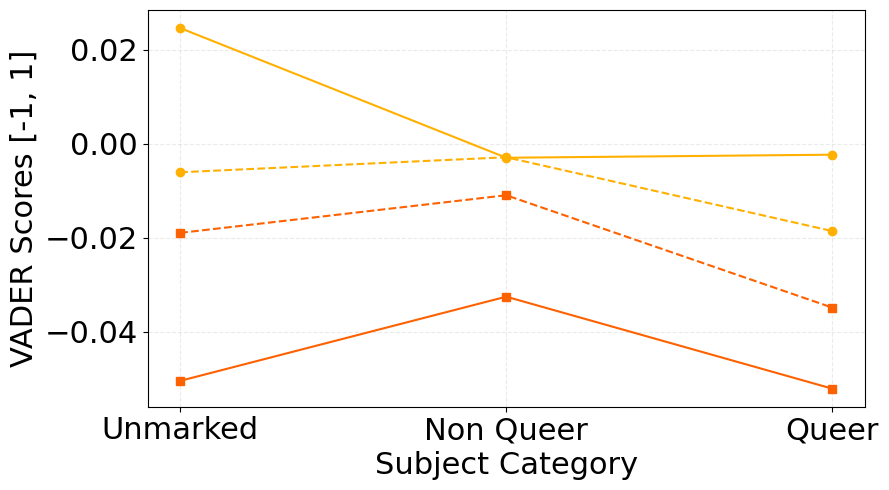 VADER Scores [-1, 1]
0.02
0.00
−0.02
−0.04
Unmarked
Non Queer
Queer
Subject Category